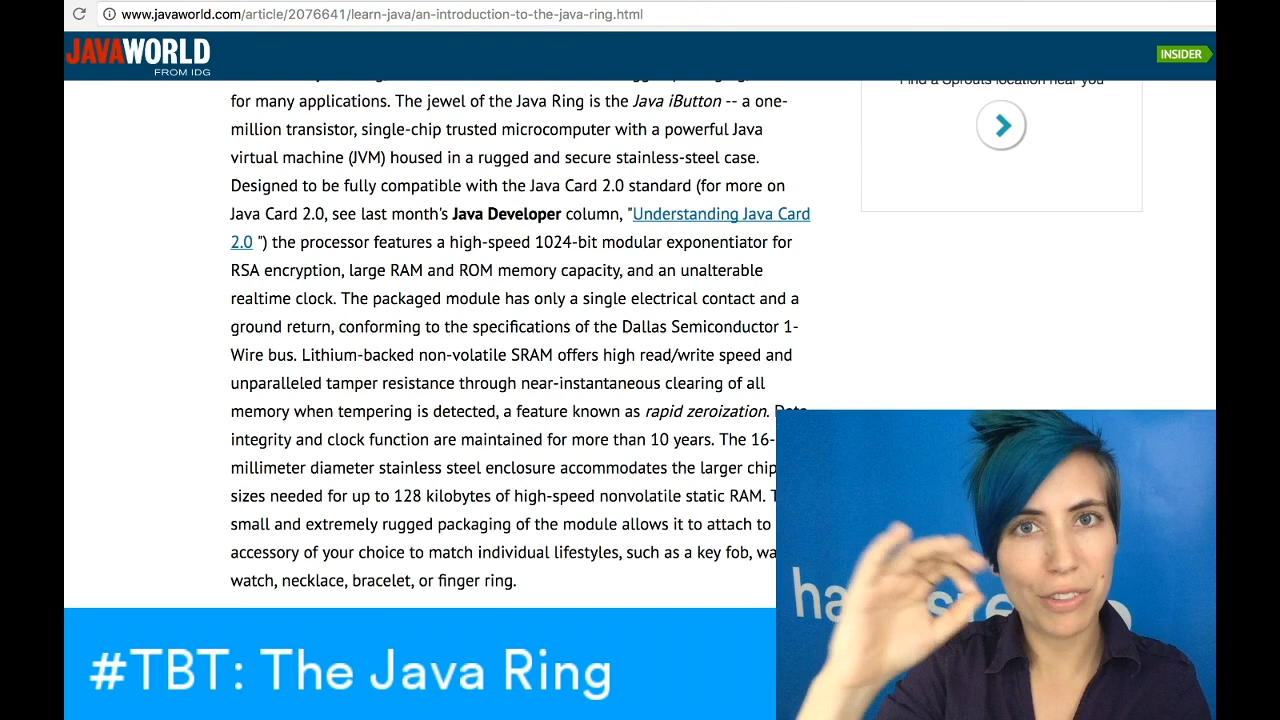 www.javaworld.com/article/2076641/learn-java/an-introduction-to-the-java-ring.html
JAVAWORLD
FROM IDG
INSIDER
Find a Sprouts location near you
for many applications. The jewel of the Java Ring is the Java iButton -- a one-
million transistor, single-chip trusted microcomputer with a powerful Java
virtual machine (JVM) housed in a rugged and secure stainless-steel case.
Designed to be fully compatible with the Java Card 2.0 standard (for more on
Java Card 2.0, see last month's Java Developer column, "Understanding Java Card
2.0 ") the processor features a high-speed 1024-bit modular exponentiator for
RSA encryption, large RAM and ROM memory capacity, and an unalterable
realtime clock. The packaged module has only a single electrical contact and a
ground return, conforming to the specifications of the Dallas Semiconductor 1-
Wire bus. Lithium-backed non-volatile SRAM offers high read/write speed and
unparalleled tamper resistance through near-instantaneous clearing of all
memory when tempering is detected, a feature known as rapid zeroization. Data
integrity and clock function are maintained for more than 10 years. The 16-
millimeter diameter stainless steel enclosure accommodates the larger chip
sizes needed for up to 128 kilobytes of high-speed nonvolatile static RAM.
small and extremely rugged packaging of the module allows it to attach to
accessory of your choice to match individual lifestyles, such as a key fob,
watch, necklace, bracelet, or finger ring.
#TBT: The Java Ring